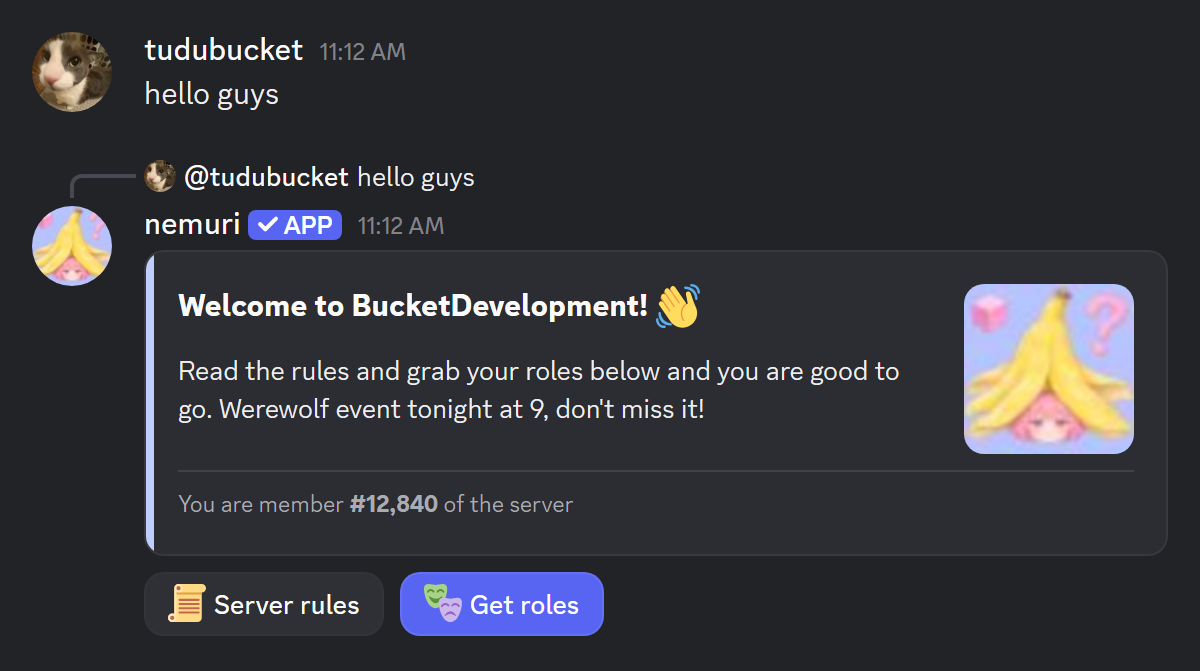 tudubucket 11:12 AM
hello guys
@tudubucket hello guys
nemuri ✓ APP 11:12 AM
Welcome to BucketDevelopment! 👋
Read the rules and grab your roles below and you are good to
go. Werewolf event tonight at 9, don't miss it!
You are member #12,840 of the server
Server rules
Get roles